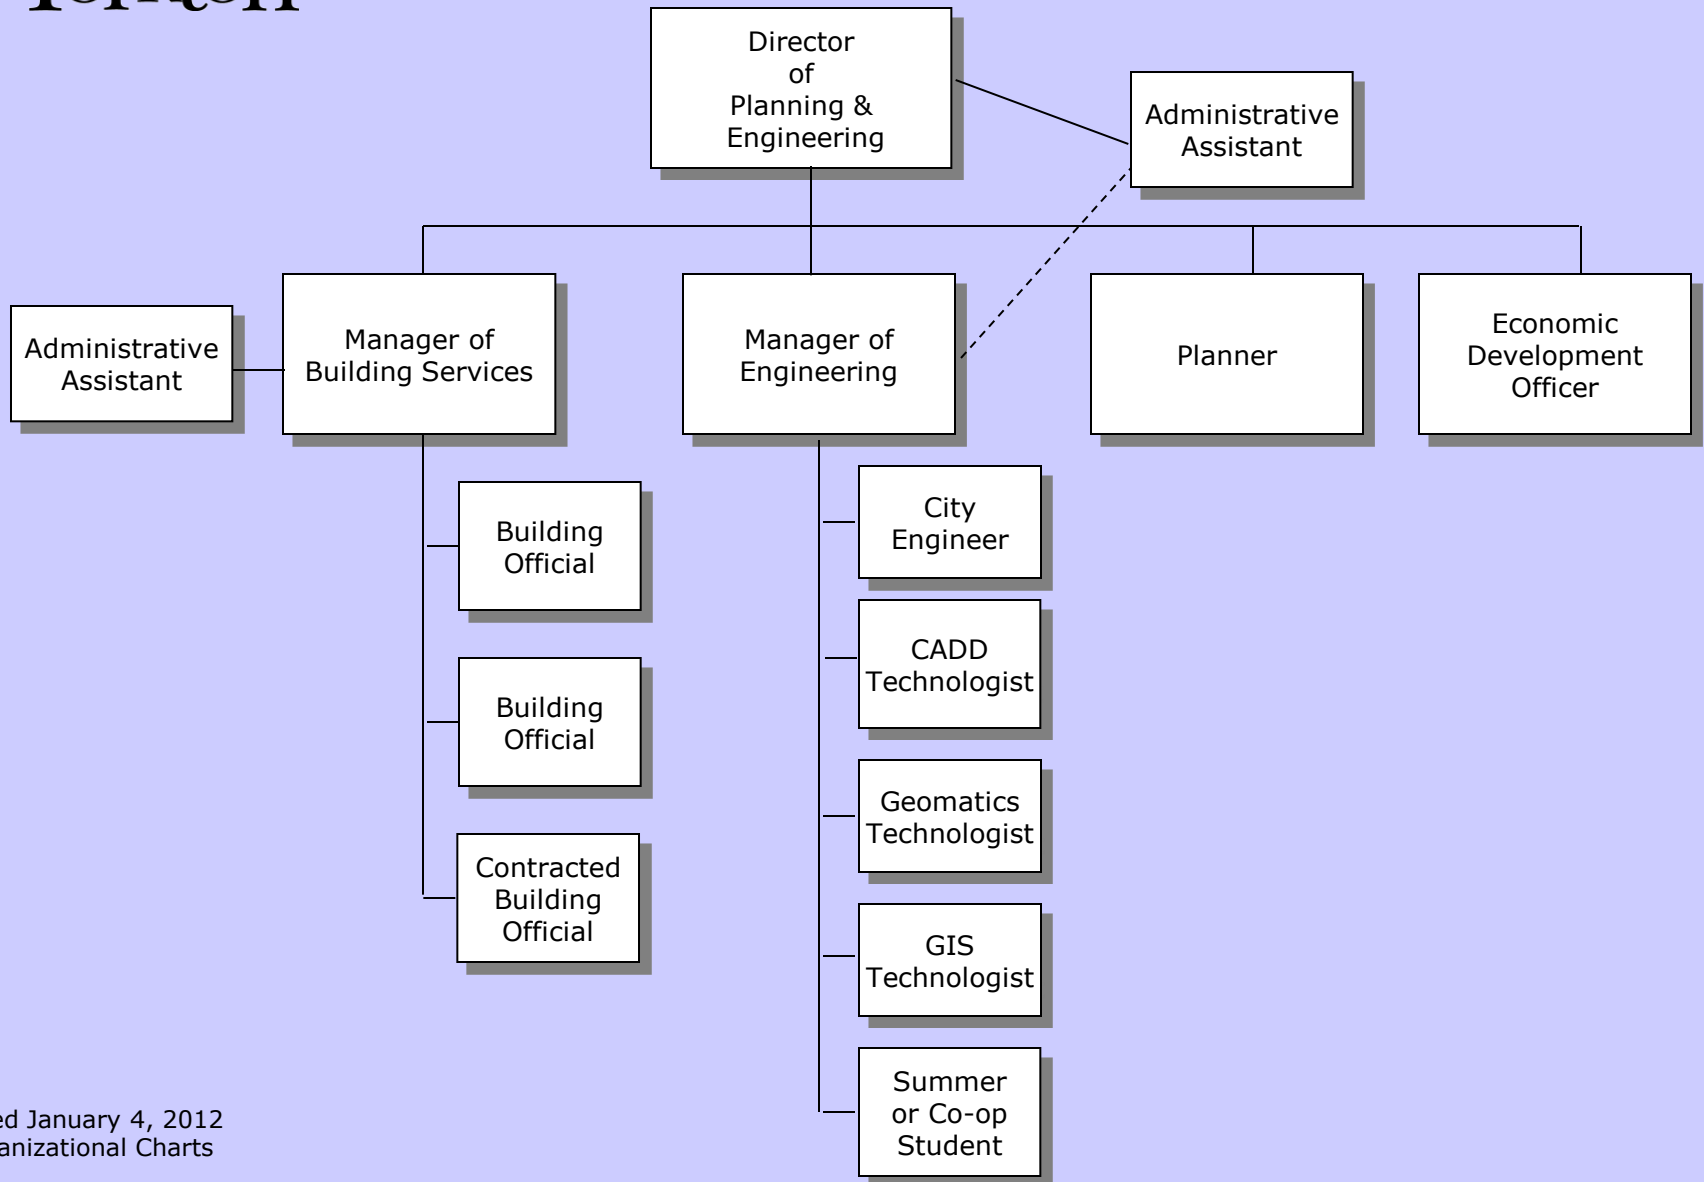 Director
of
Planning &
Engineering
Administrative
Assistant
Administrative
Assistant
Manager of
Building Services
Manager of
Engineering
Planner
Economic
Development
Officer
Building
Official
Building
Official
Contracted
Building
Official
City
Engineer
CADD
Technologist
Geomatics
Technologist
GIS
Technologist
Summer
or Co-op
Student
January 4, 2012
Charts